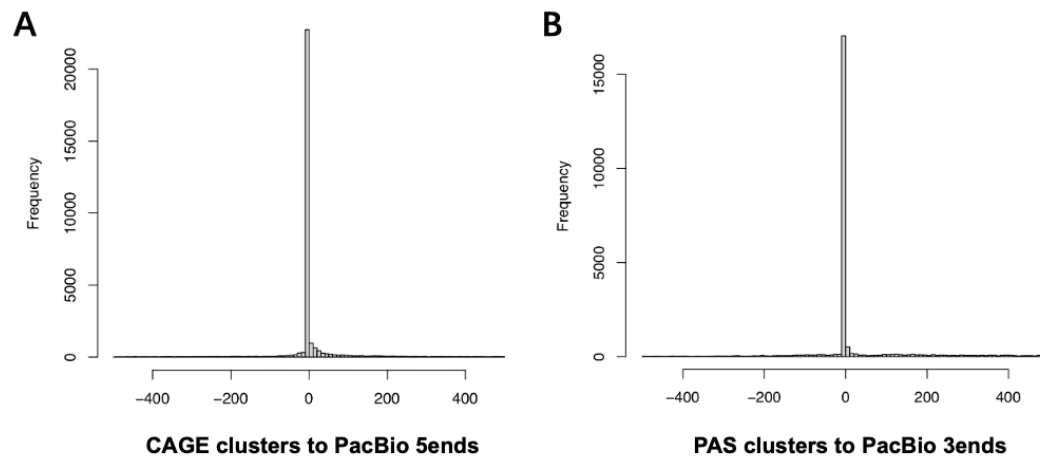 A
Frequency
20000
15000
10000
5000
0
−400 −200 0 200 400
CAGE clusters to PacBio 5ends
B
Frequency
15000
10000
5000
0
−400 −200 0 200 400
PAS clusters to PacBio 3ends